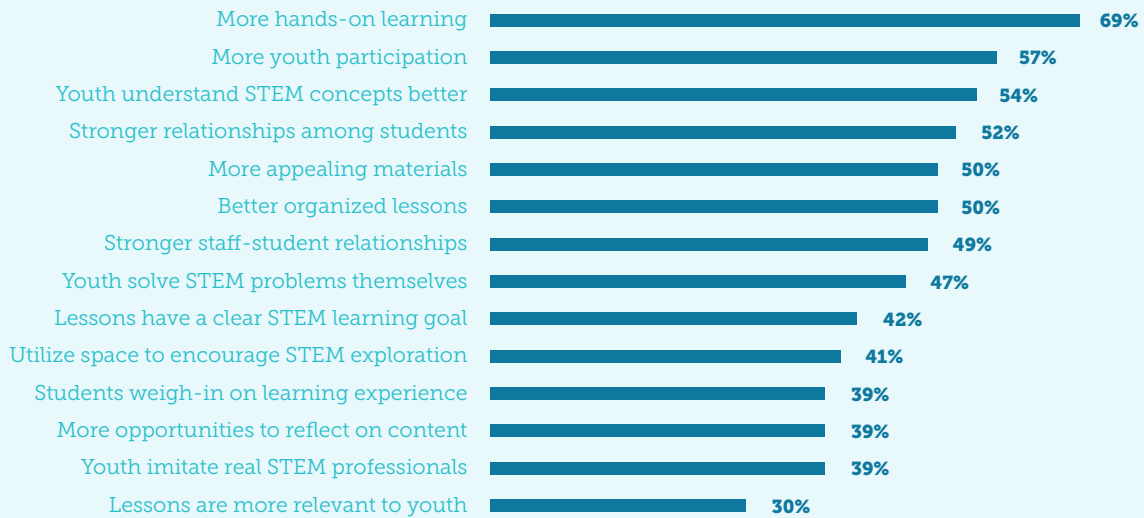 More hands-on learning 69%
More youth participation 57%
Youth understand STEM concepts better 54%
Stronger relationships among students 52%
More appealing materials 50%
Better organized lessons 50%
Stronger staff-student relationships 49%
Youth solve STEM problems themselves 47%
Lessons have a clear STEM learning goal 42%
Utilize space to encourage STEM exploration 41%
Students weigh-in on learning experience 39%
More opportunities to reflect on content 39%
Youth imitate real STEM professionals 39%
Lessons are more relevant to youth 30%